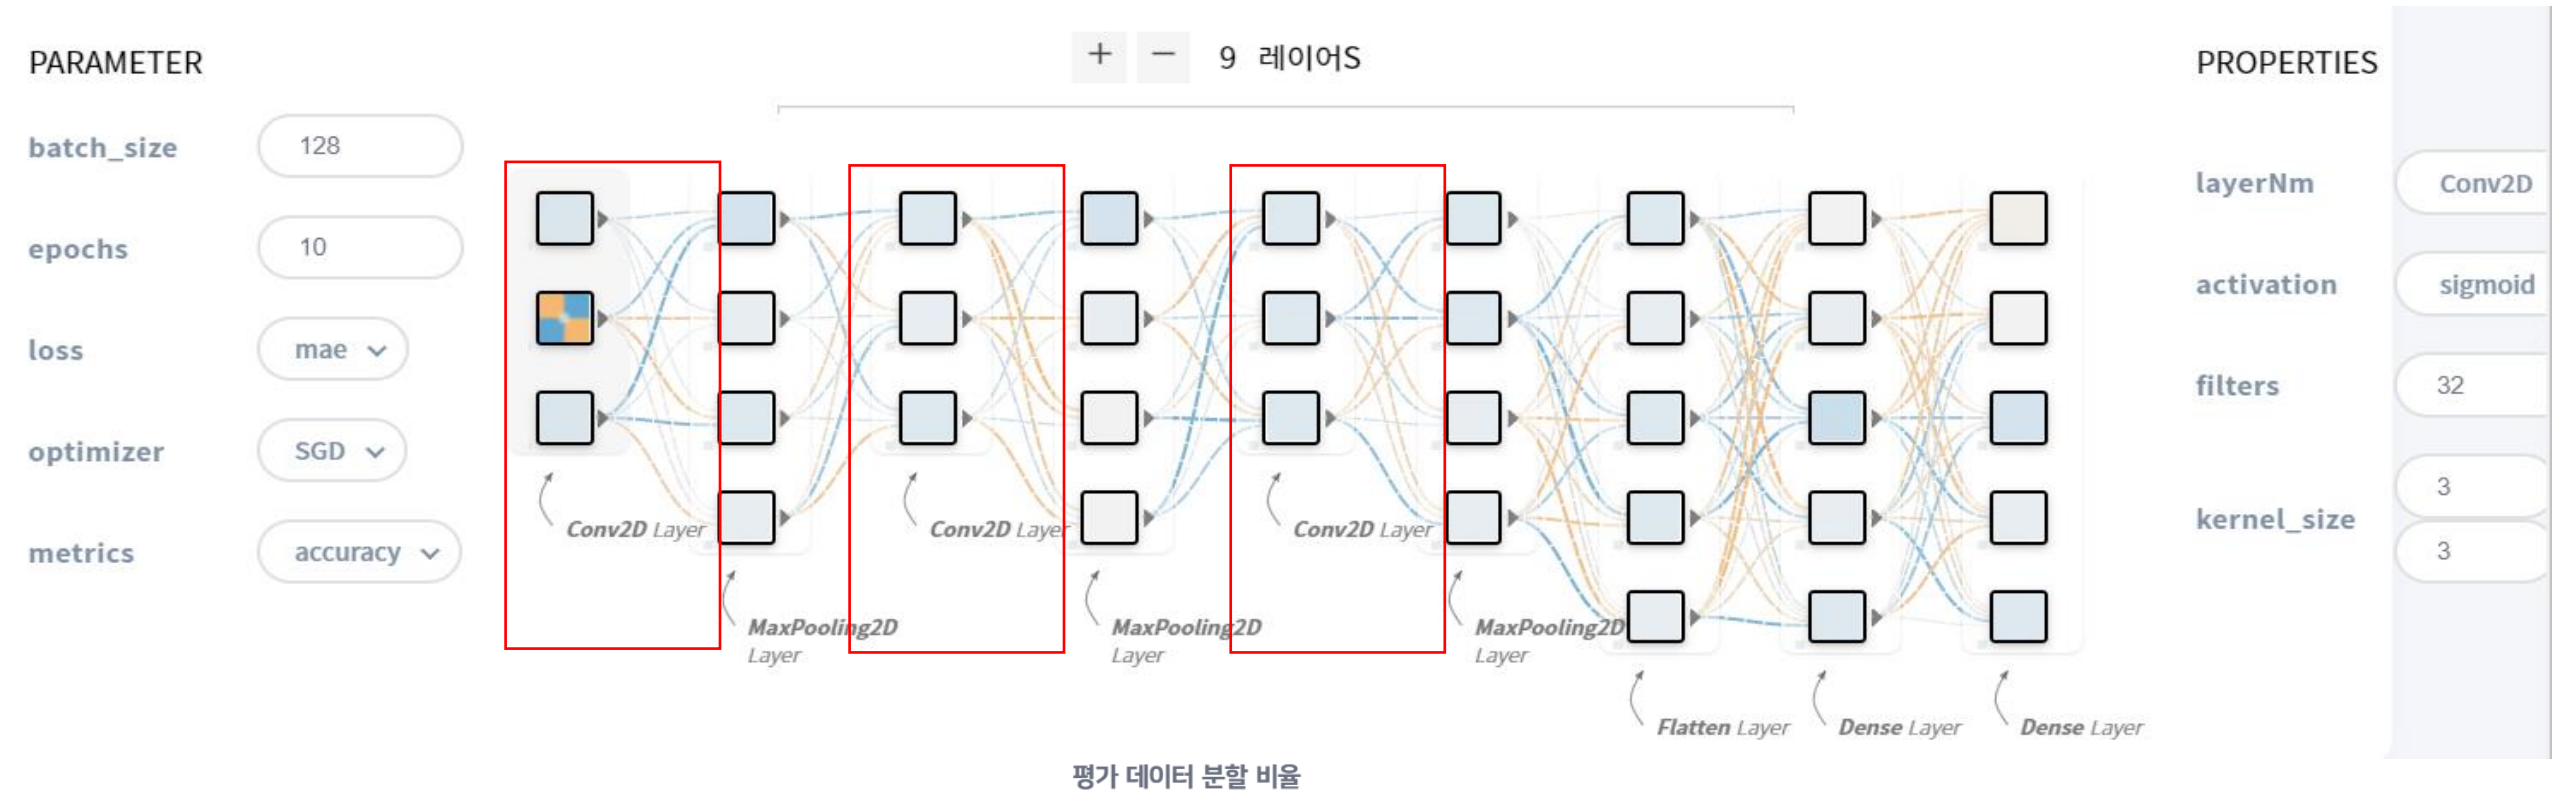 PARAMETER
batch_size 128
epochs 10
loss mae
optimizer SGD
metrics accuracy
+ − 9 레이어S
Conv2D Layer
MaxPooling2D
Layer
Conv2D Layer
MaxPooling2D
Layer
Conv2D Layer
MaxPooling2D
Layer
Flatten Layer
Dense Layer
Dense Layer
평가 데이터 분할 비율
PROPERTIES
layerNm Conv2D
activation sigmoid
filters 32
kernel_size 3
3